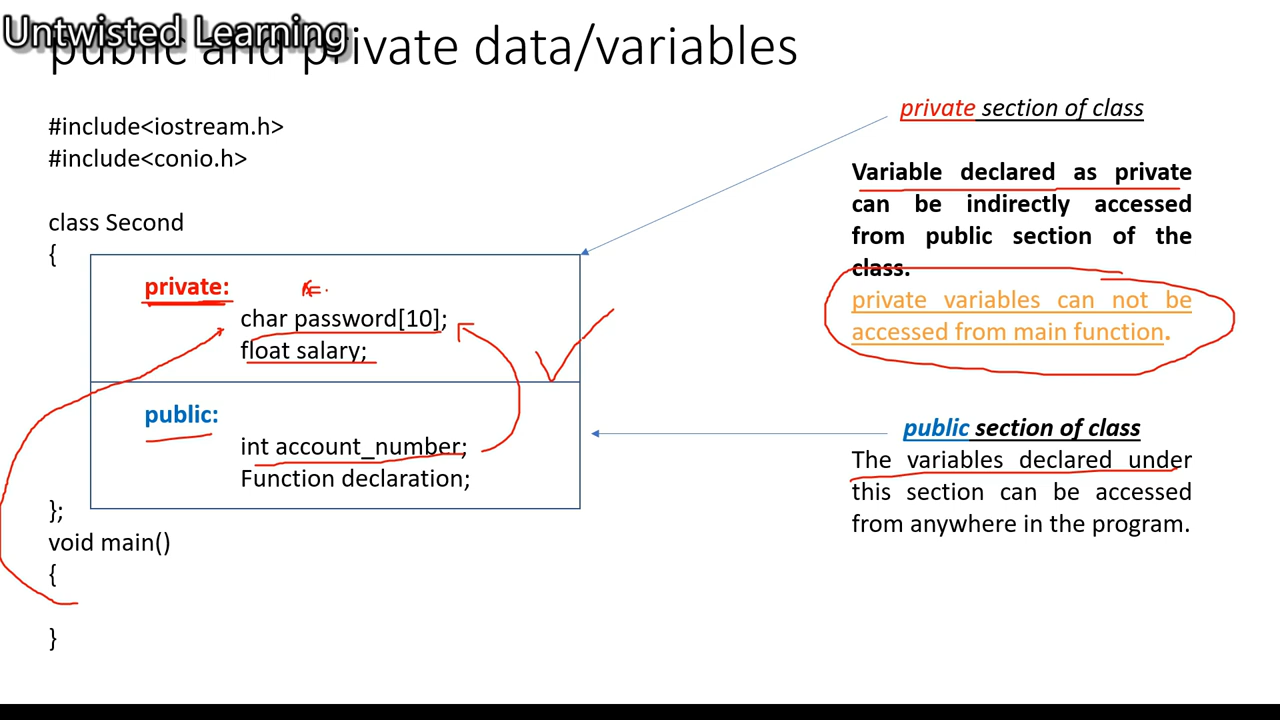 Untwisted Learning
public and private data/variables
#include<iostream.h>
#include<conio.h>
class Second
{
private:
char password[10];
float salary;
public:
int account_number;
Function declaration;
};
void main()
{
}
private section of class
Variable declared as private
can be indirectly accessed
from public section of the
class.
private variables can not be
accessed from main function.
public section of class
The variables declared under
this section can be accessed
from anywhere in the program.